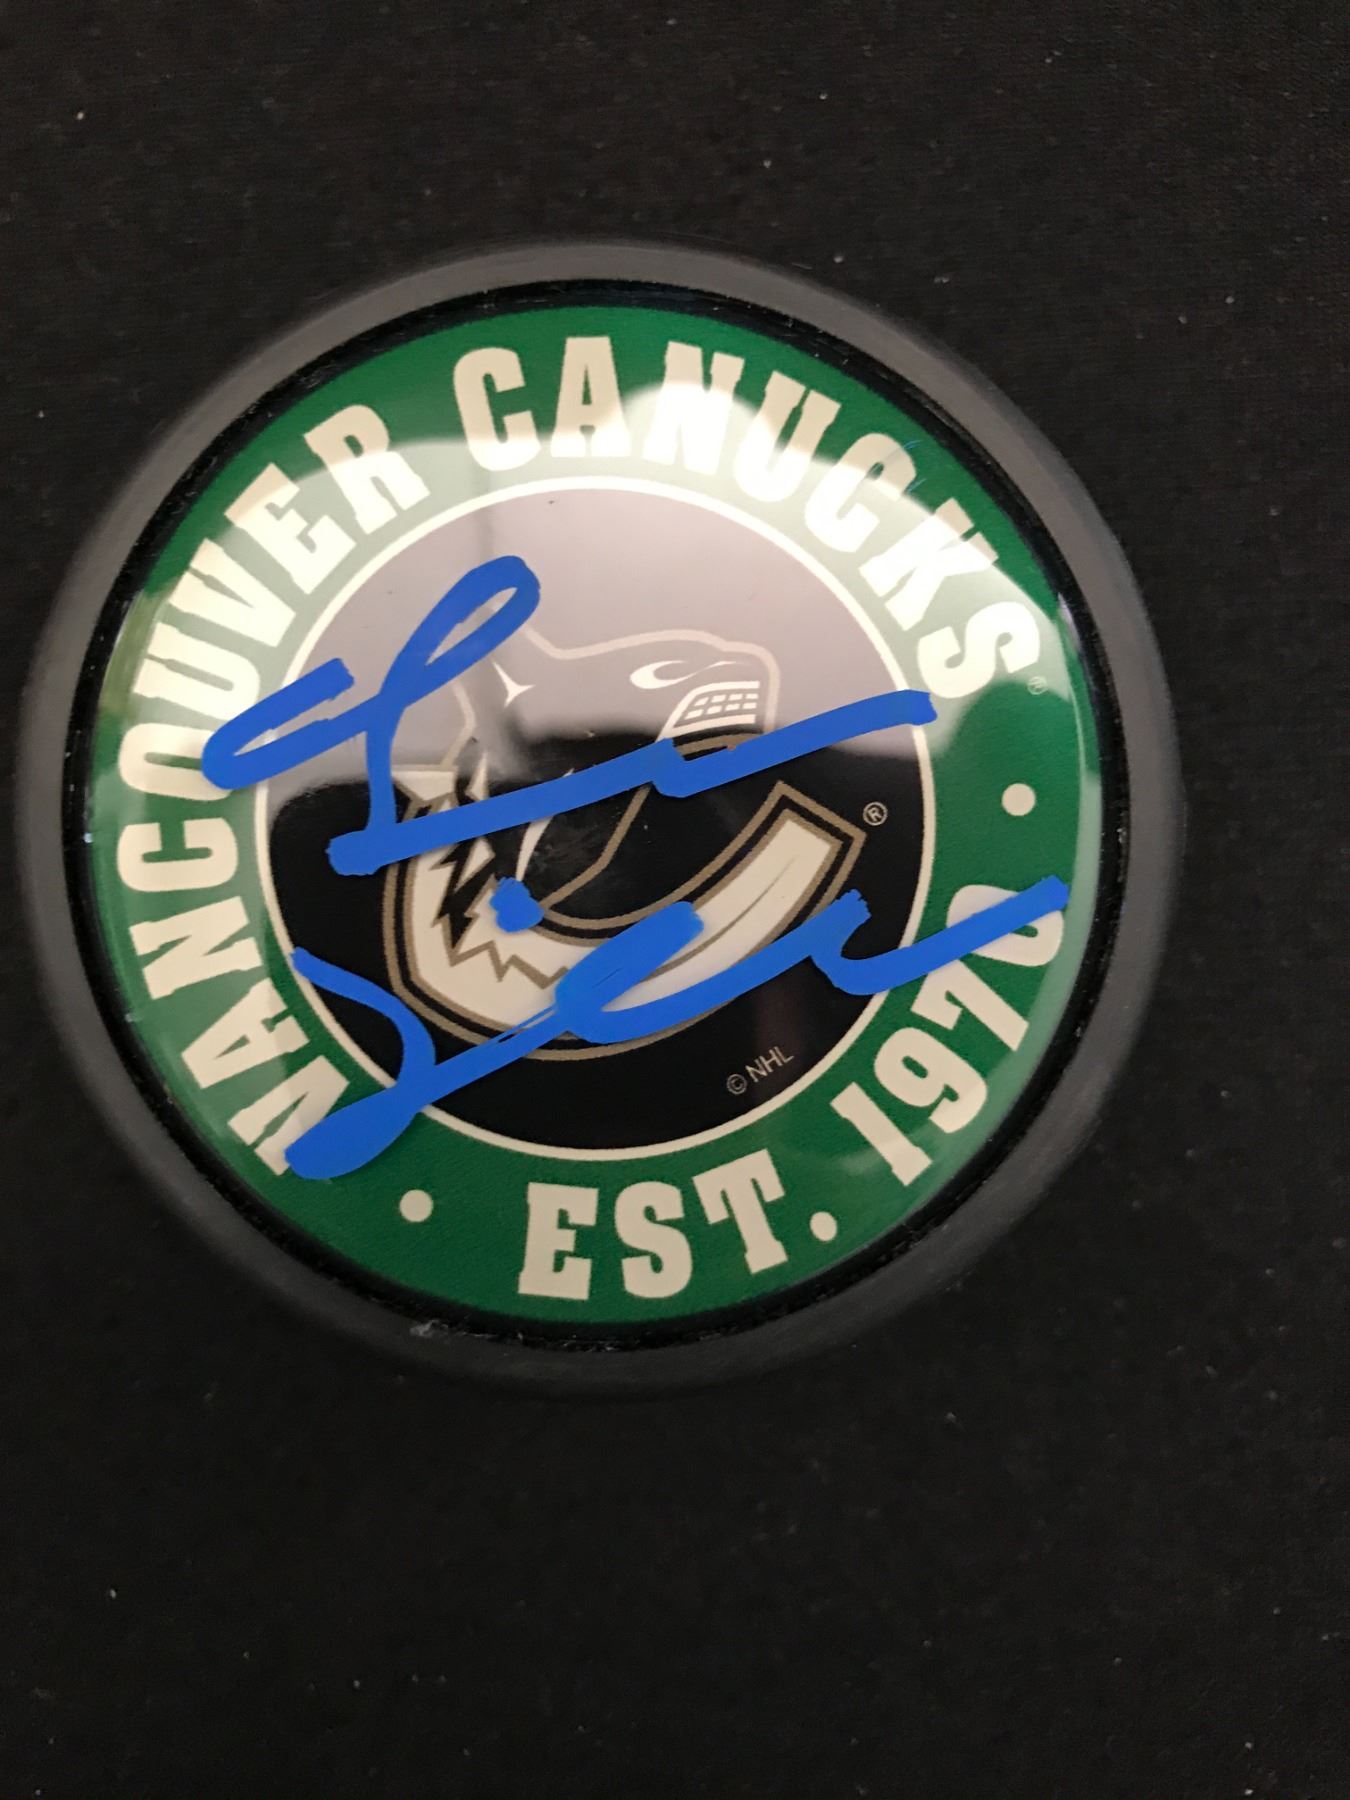 VANCOUVER CANUCKS ®
®
© NHL
• EST. 1970 •